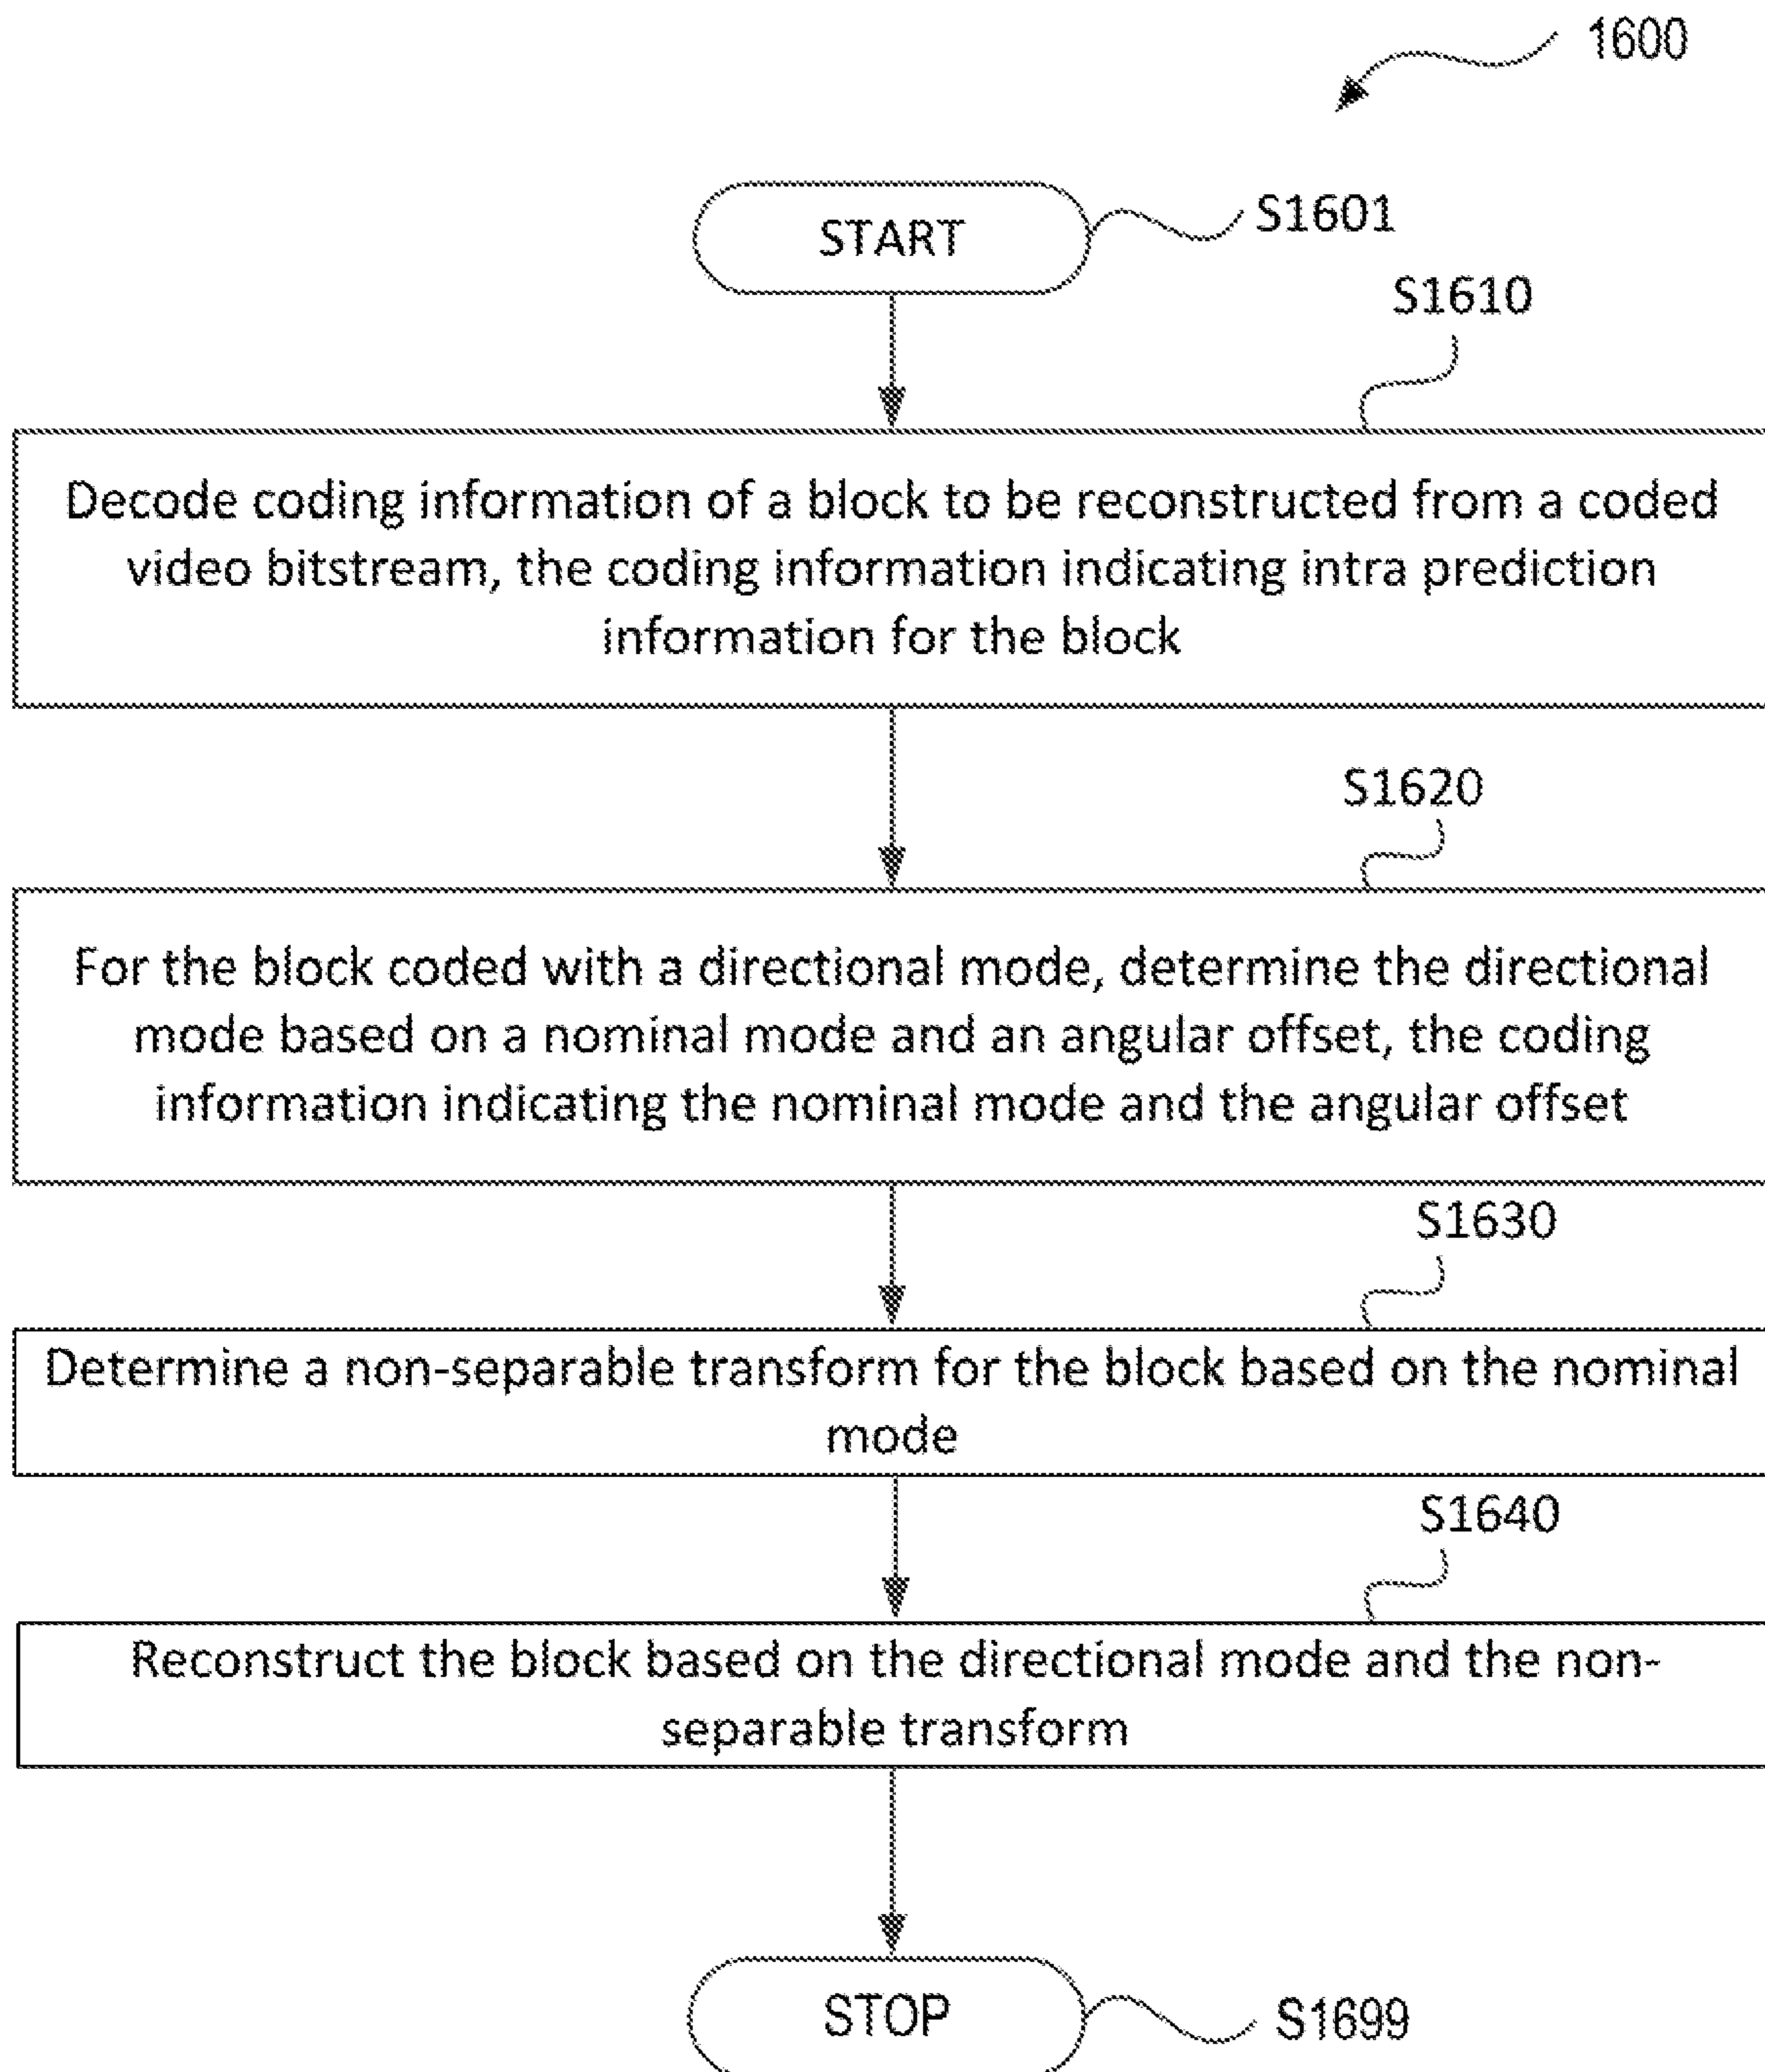 1600
START
S1601
S1610
Decode coding information of a block to be reconstructed from a coded
video bitstream, the coding information indicating intra prediction
information for the block
S1620
For the block coded with a directional mode, determine the directional
mode based on a nominal mode and an angular offset, the coding
information indicating the nominal mode and the angular offset
S1630
Determine a non-separable transform for the block based on the nominal
mode
S1640
Reconstruct the block based on the directional mode and the non-
separable transform
STOP
S1699